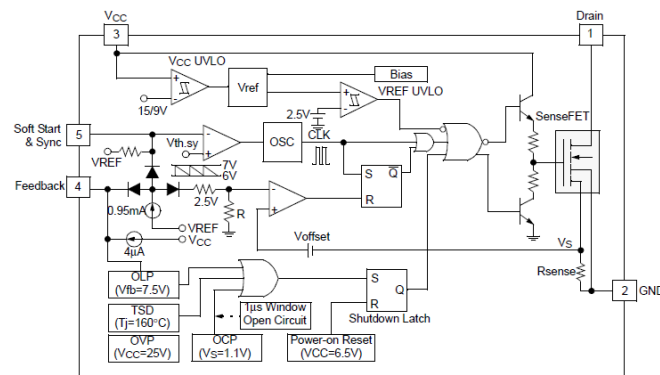 VCC
3
Drain
1
VCC UVLO
Vref
Bias
VREF UVLO
15/9V
2.5V
SenseFET
Soft Start
& Sync
5
Vth.sy
OSC
CLK
VREF
7V
6V
Feedback
4
2.5V
R
S
Q
R
0.95mA
VREF
VCC
4μA
Voffset
VS
Rsense
2
GND
OLP
(Vfb=7.5V)
TSD
(Tj=160°C)
OVP
(VCC=25V)
1μs Window
Open Circuit
OCP
(VS=1.1V)
S
Q
R
Shutdown Latch
Power-on Reset
(VCC=6.5V)